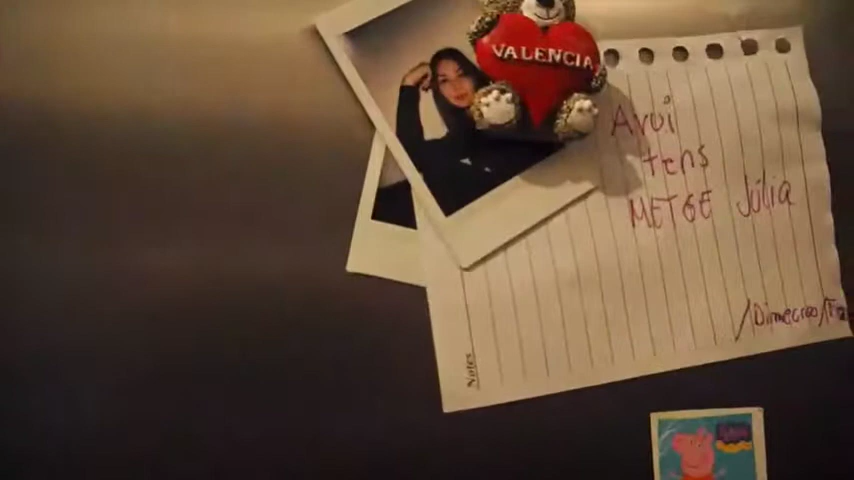 VALENCIA
Avui
tens
METGE Júlia
Notes